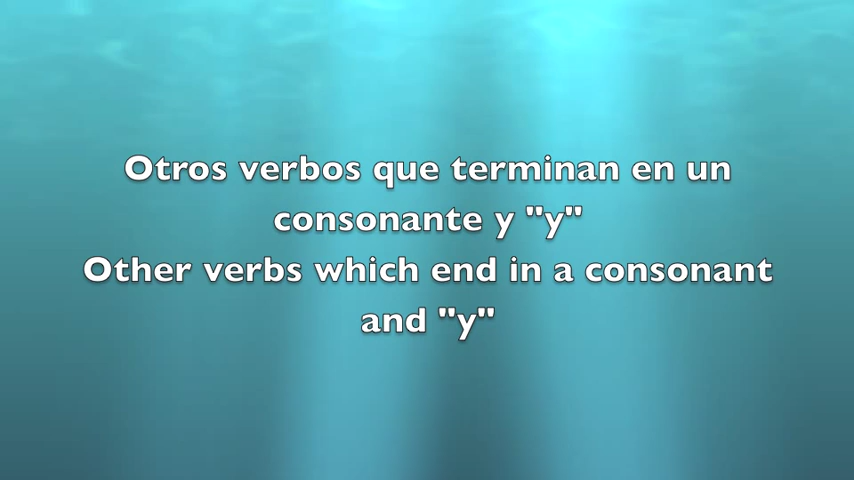 Otros verbos que terminan en un
consonante y "y"
Other verbs which end in a consonant
and "y"